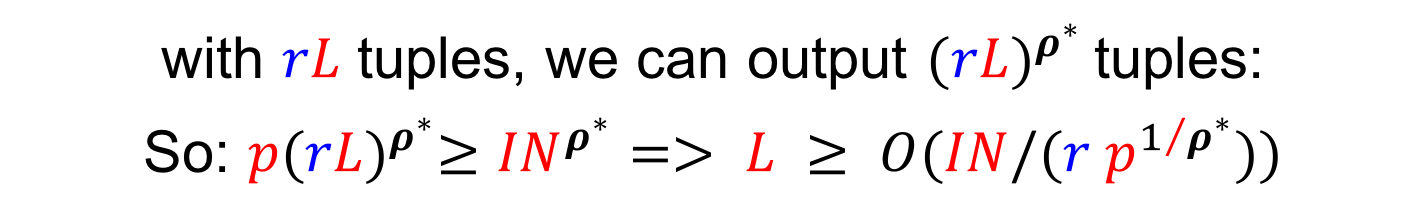 with rL tuples, we can output (rL)^ρ* tuples:
So: p(rL)^ρ* ≥ IN^ρ* => L ≥ O(IN/(r p^1/ρ*))